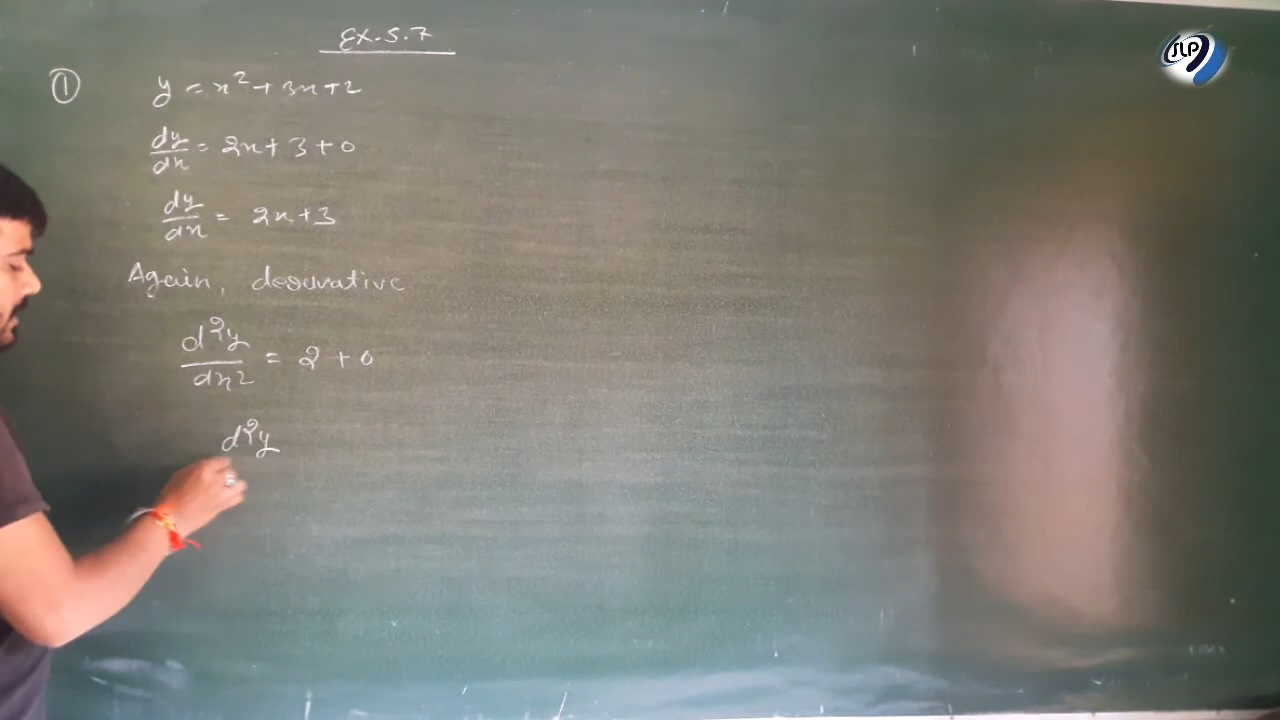 Ex. 5.7
① y = x² + 3x + 2
dy/dx = 2x + 3 + 0
dy/dx = 2x + 3
Again, derivative
d²y/dx² = 2 + 0
d²y
SLP